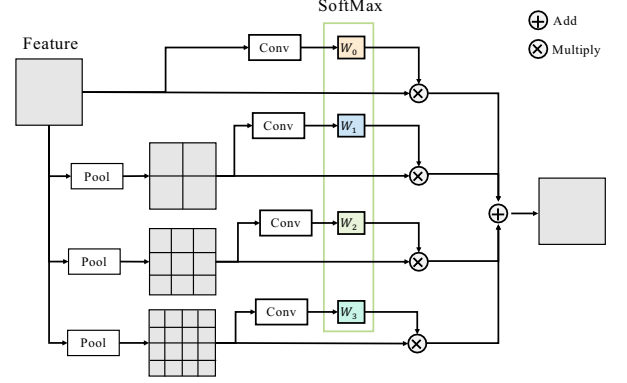 SoftMax
Add
Multiply
Feature
Conv
W0
Conv
W1
Pool
Conv
W2
Pool
Conv
W3
Pool